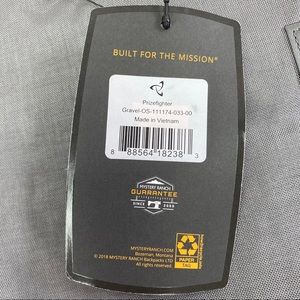 BUILT FOR THE MISSION®
Prizefighter
Gravel-OS-111174-033-00
Made in Vietnam
8 88564 18238 3
MYSTERY RANCH
GUARANTEE
SINCE 2000
MYSTERYRANCH.COM
Bozeman, Montana
© 2018 MYSTERY RANCH Backpacks LTD
All rights reserved.
PAPER
TAG